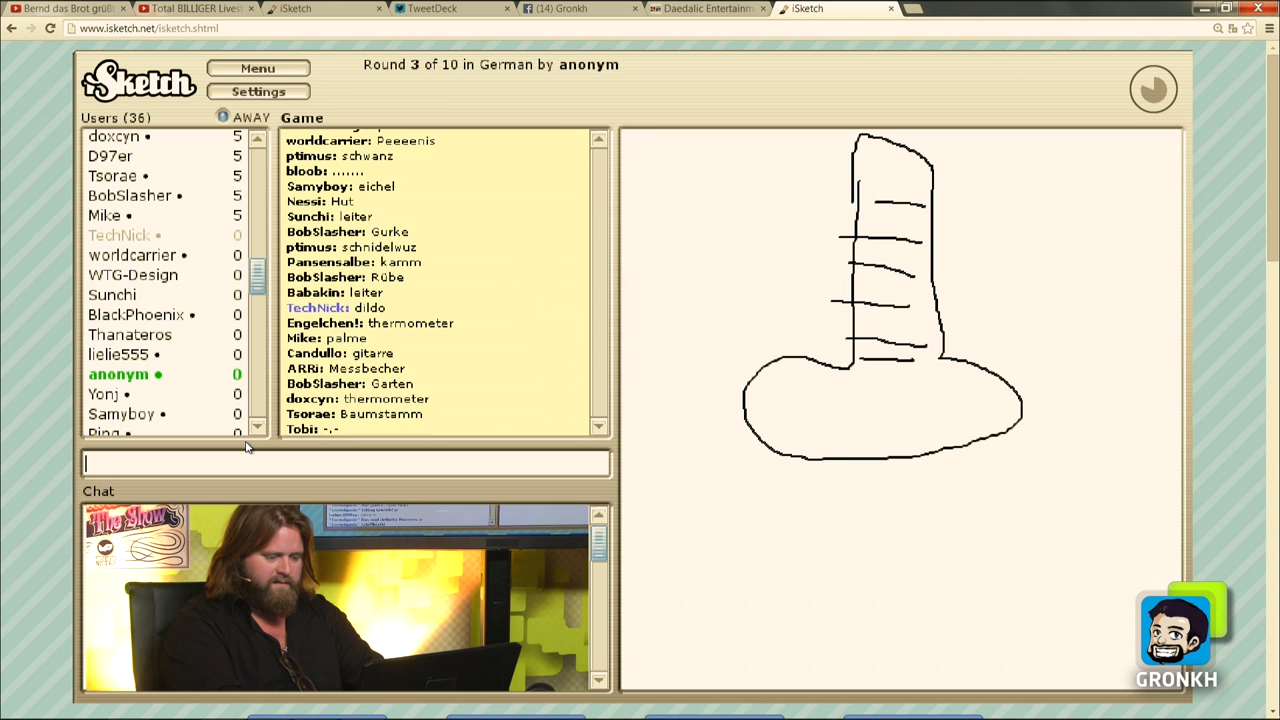 Bernd das Brot grüß
Total BILLIGER Livest
iSketch
TweetDeck
(14) Gronkh
Daedalic Entertainm
iSketch
www.isketch.net/isketch.shtml
iSketch
Menu
Settings
Round 3 of 10 in German by anonym
Users (36)
AWAY
Game
doxcyn • 5
D97er 5
Tsorae • 5
BobSlasher • 5
Mike • 5
TechNick • 0
worldcarrier • 0
WTG-Design 0
Sunchi 0
BlackPhoenix • 0
Thanateros 0
lielie555 • 0
anonym • 0
Yonj • 0
Samyboy • 0
Ping • 0
worldcarrier: Peeeenis
ptimus: schwanz
bloob: .......
Samyboy: eichel
Nessi: Hut
Sunchi: leiter
BobSlasher: Gurke
ptimus: schnidelwuz
Pansensalbe: kamm
BobSlasher: Rübe
Babakin: leiter
TechNick: dildo
Engelchen!: thermometer
Mike: palme
Candullo: gitarre
ARRi: Messbecher
BobSlasher: Garten
doxcyn: thermometer
Tsorae: Baumstamm
Tobi: -.-
Chat
The Show
GRONKH